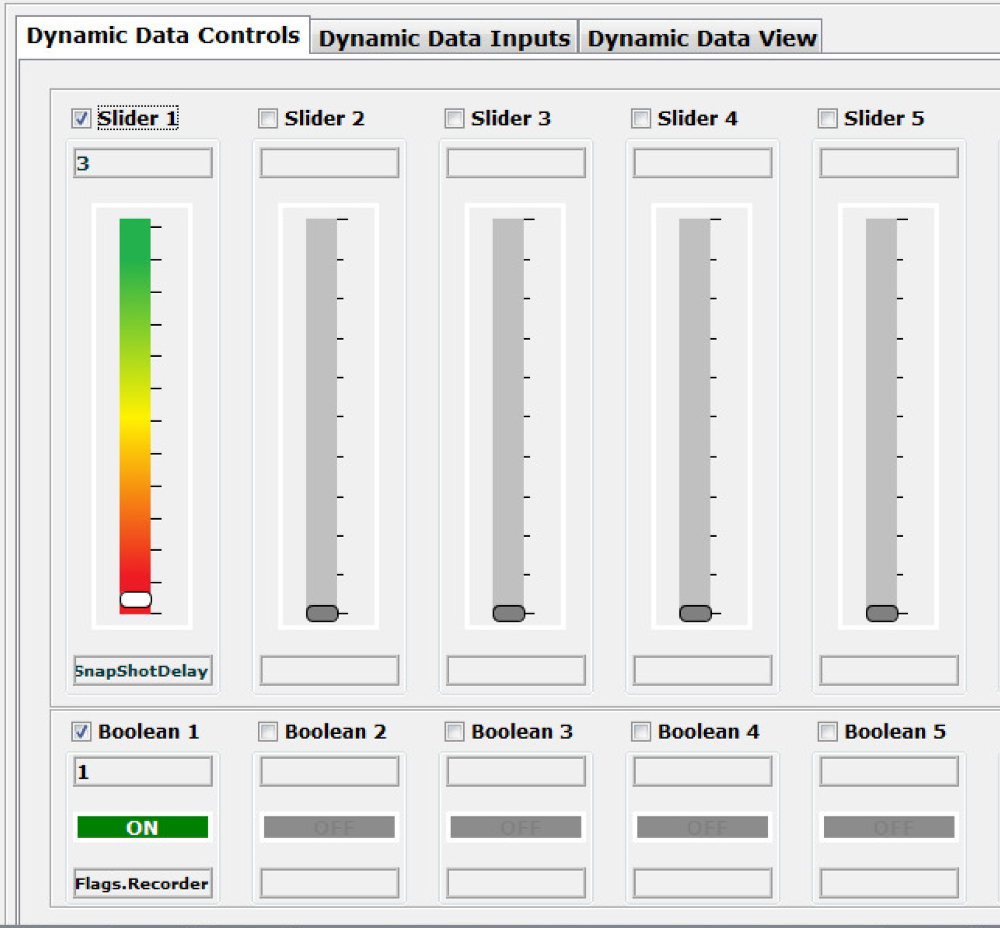 Dynamic Data Controls Dynamic Data Inputs Dynamic Data View
Slider 1 Slider 2 Slider 3 Slider 4 Slider 5
3
SnapShotDelay
Boolean 1 Boolean 2 Boolean 3 Boolean 4 Boolean 5
1
ON OFF OFF OFF OFF
Flags.Recorder